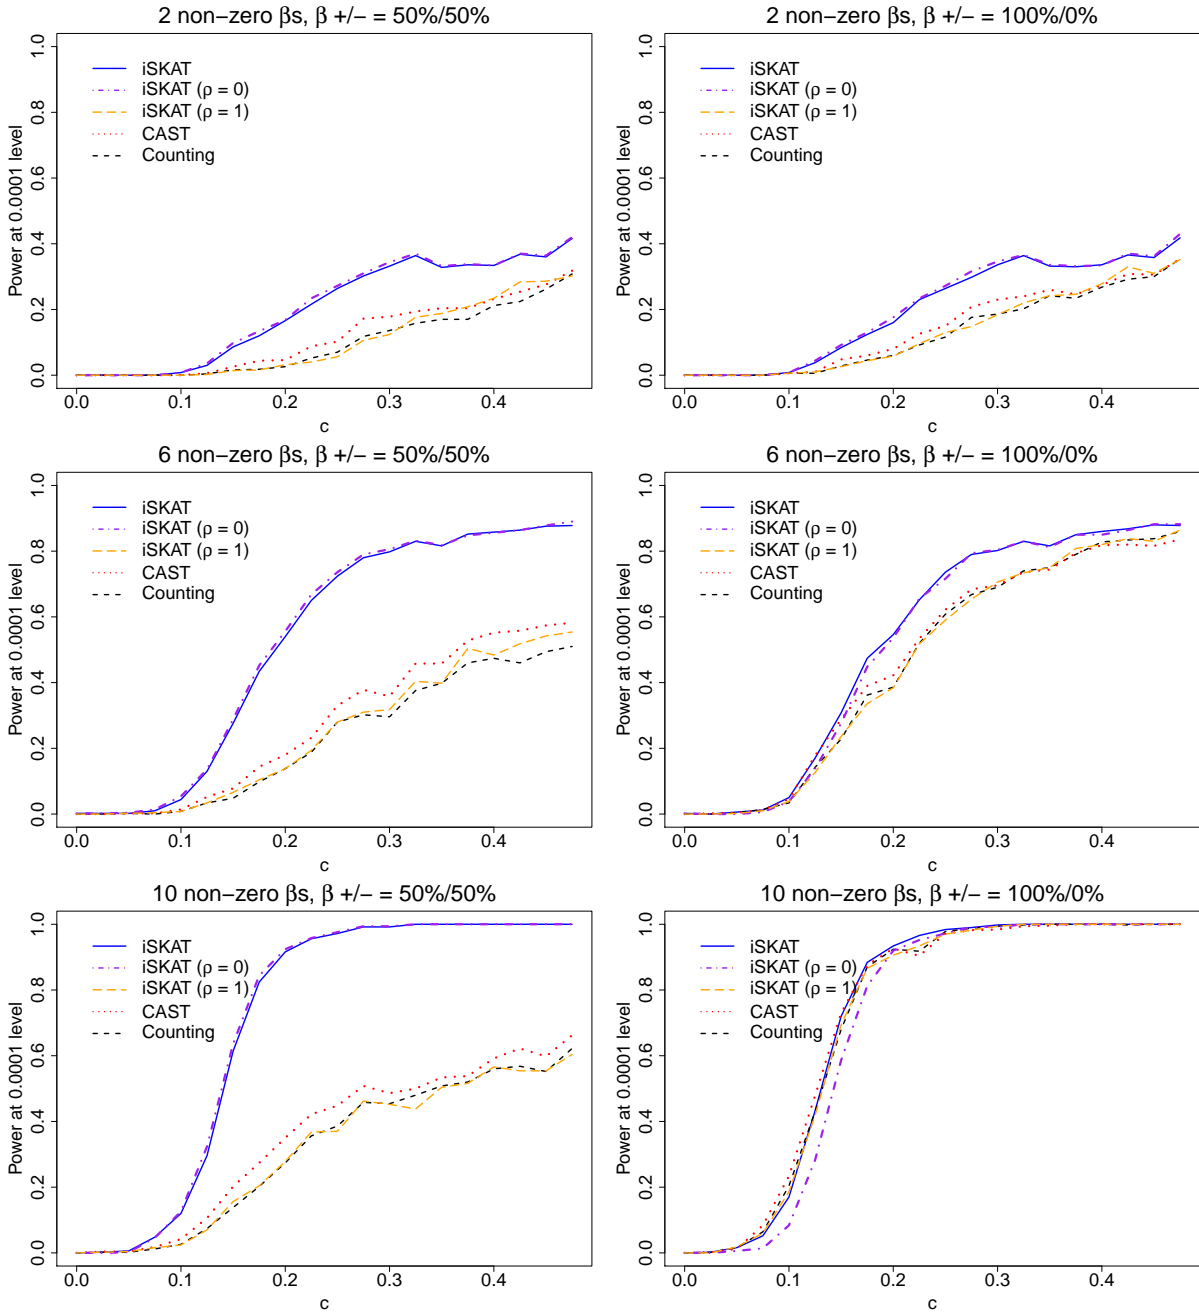 2 non-zero βs, β +/− = 50%/50%
Power at 0.0001 level
1.0
0.8
0.6
0.4
0.2
0.0
iSKAT
iSKAT (ρ = 0)
iSKAT (ρ = 1)
CAST
Counting
0.0 0.1 0.2 0.3 0.4
c
2 non-zero βs, β +/− = 100%/0%
Power at 0.0001 level
1.0
0.8
0.6
0.4
0.2
0.0
iSKAT
iSKAT (ρ = 0)
iSKAT (ρ = 1)
CAST
Counting
0.0 0.1 0.2 0.3 0.4
c
6 non-zero βs, β +/− = 50%/50%
Power at 0.0001 level
1.0
0.8
0.6
0.4
0.2
0.0
iSKAT
iSKAT (ρ = 0)
iSKAT (ρ = 1)
CAST
Counting
0.0 0.1 0.2 0.3 0.4
c
6 non-zero βs, β +/− = 100%/0%
Power at 0.0001 level
1.0
0.8
0.6
0.4
0.2
0.0
iSKAT
iSKAT (ρ = 0)
iSKAT (ρ = 1)
CAST
Counting
0.0 0.1 0.2 0.3 0.4
c
10 non-zero βs, β +/− = 50%/50%
Power at 0.0001 level
1.0
0.8
0.6
0.4
0.2
0.0
iSKAT
iSKAT (ρ = 0)
iSKAT (ρ = 1)
CAST
Counting
0.0 0.1 0.2 0.3 0.4
c
10 non-zero βs, β +/− = 100%/0%
Power at 0.0001 level
1.0
0.8
0.6
0.4
0.2
0.0
iSKAT
iSKAT (ρ = 0)
iSKAT (ρ = 1)
CAST
Counting
0.0 0.1 0.2 0.3 0.4
c